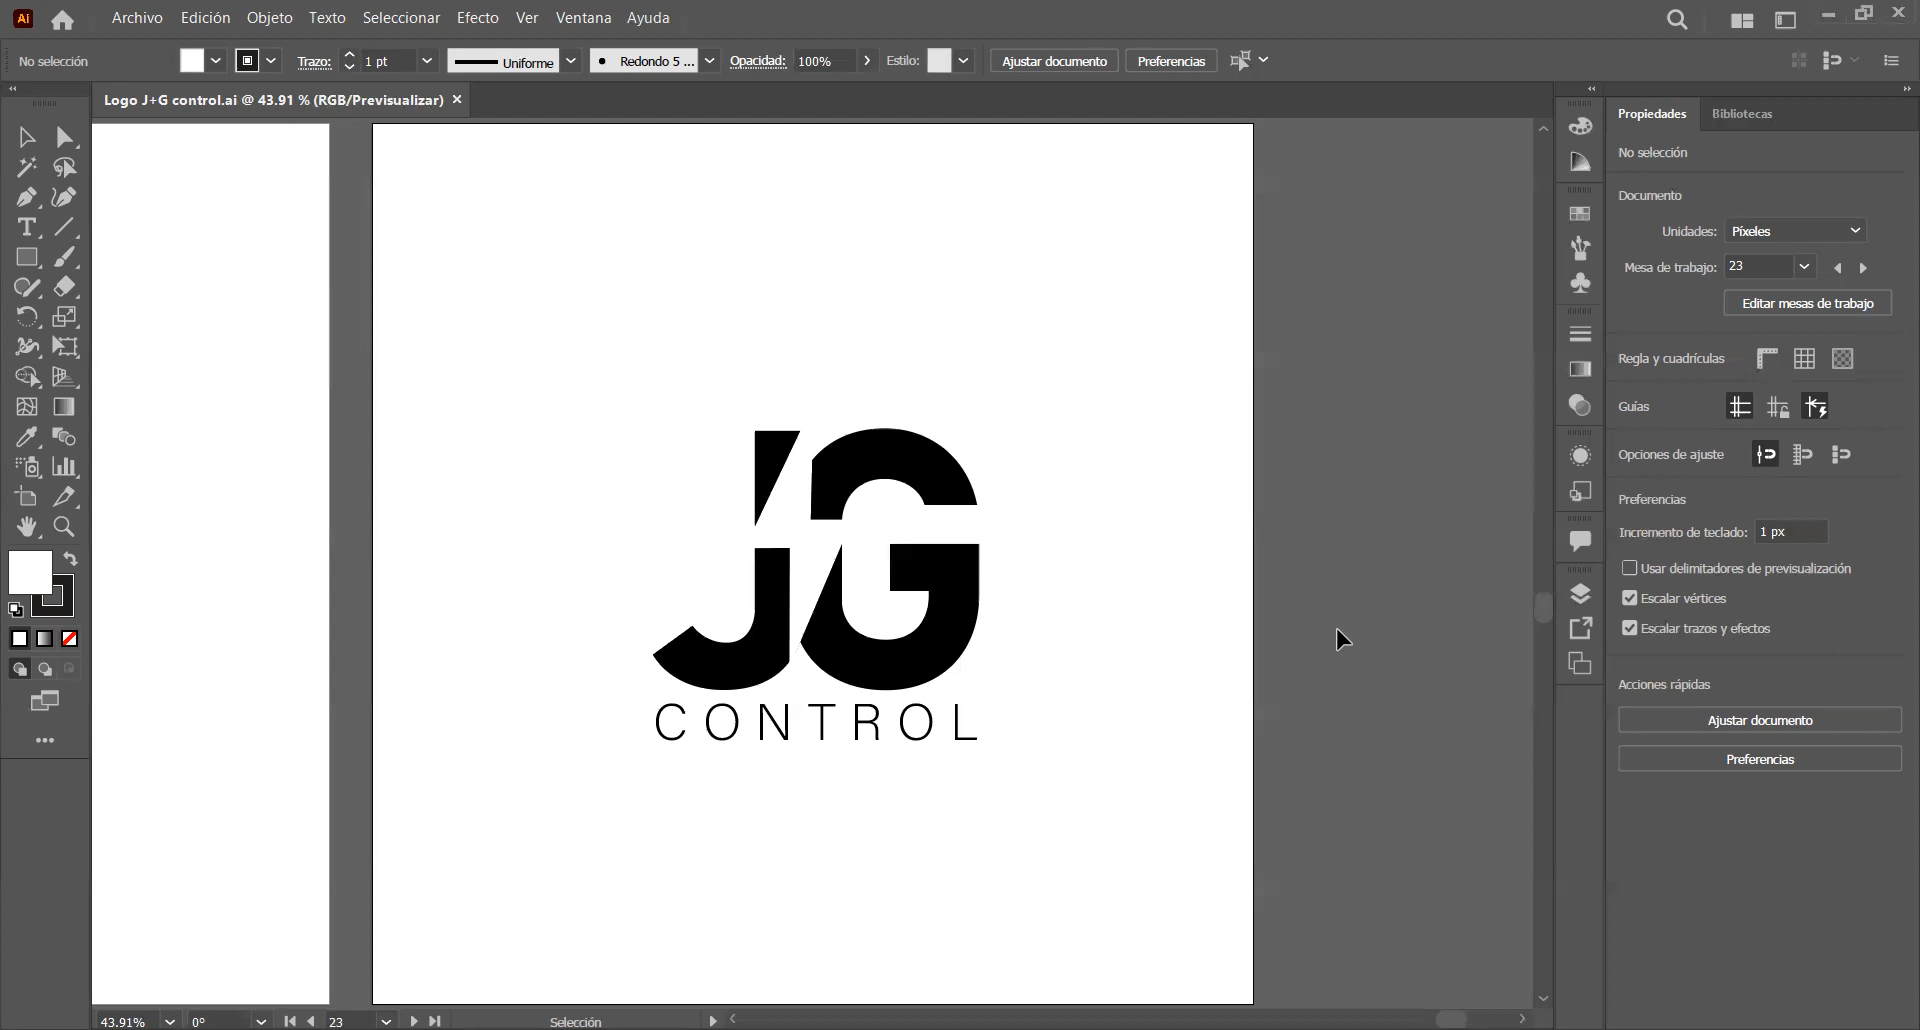 Ai Archivo Edición Objeto Texto Seleccionar Efecto Ver Ventana Ayuda
No selección Trazo: 1 pt Uniforme Redondo 5 ... Opacidad: 100% Estilo: Ajustar documento Preferencias
Logo J+G control.ai @ 43.91 % (RGB/Previsualizar) ×
JG
CONTROL
Propiedades Bibliotecas
No selección
Documento
Unidades: Píxeles
Mesa de trabajo: 23
Editar mesas de trabajo
Regla y cuadrículas
Guías
Opciones de ajuste
Preferencias
Incremento de teclado: 1 px
Usar delimitadores de previsualización
Escalar vértices
Escalar trazos y efectos
Acciones rápidas
Ajustar documento
Preferencias
43.91% 0° 23 Selección